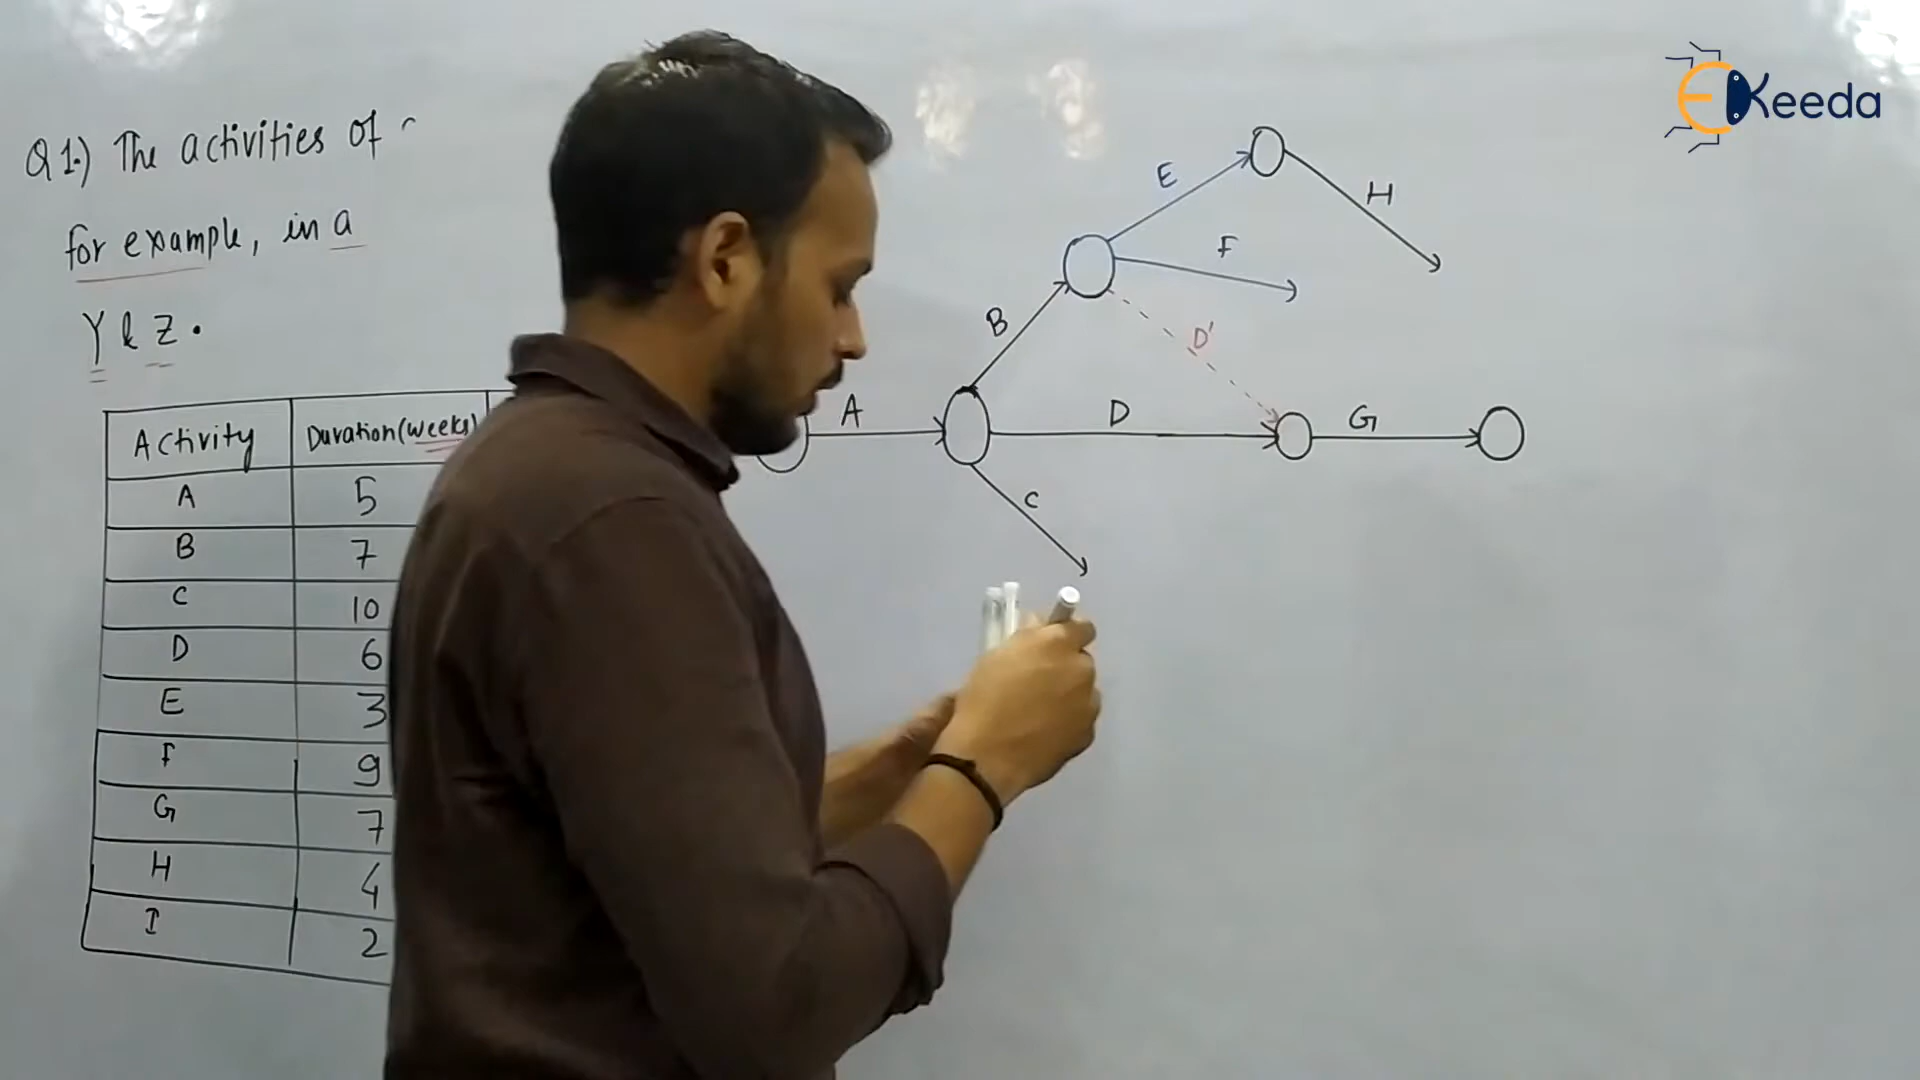 Q1.) The activities of
for example, in a
Y & Z.
Activity Duration(weeks)
A 5
B 7
C 10
D 6
E 3
F 9
G 7
H 4
I 2
E
H
F
B
D'
A
D
G
C
EKeeda